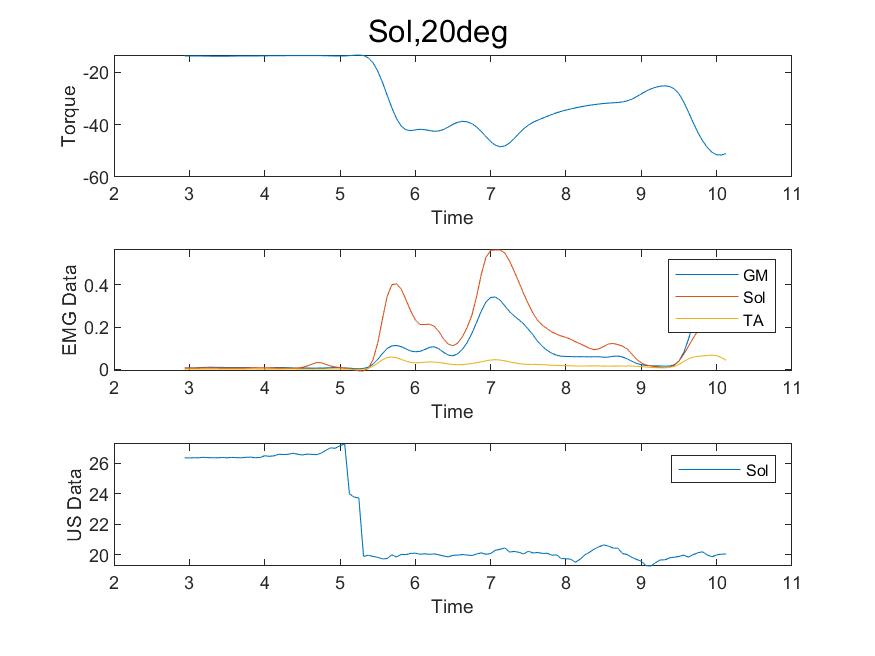 Sol,20deg
-20
-40
-60
Torque
2 3 4 5 6 7 8 9 10 11
Time
0.4
0.2
0
EMG Data
GM
Sol
TA
2 3 4 5 6 7 8 9 10 11
Time
26
24
22
20
US Data
Sol
2 3 4 5 6 7 8 9 10 11
Time